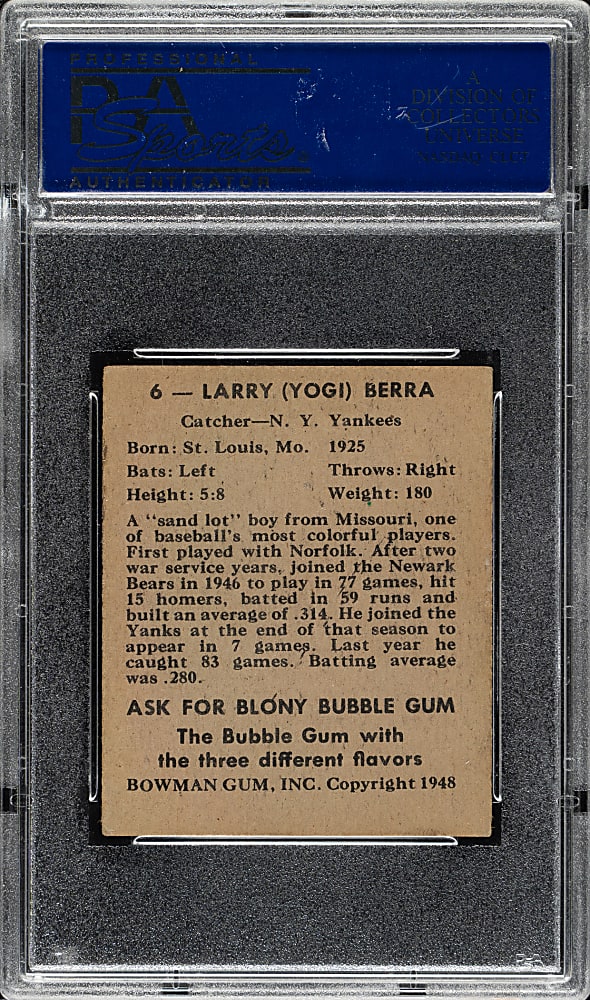 PROFESSIONAL
PSA
Sports
AUTHENTICATOR
A
DIVISION OF
COLLECTORS
UNIVERSE
NASDAQ: CLCT
6 — LARRY (YOGI) BERRA
Catcher—N. Y. Yankees
Born: St. Louis, Mo. 1925
Bats: Left Throws: Right
Height: 5:8 Weight: 180
A "sand lot" boy from Missouri, one
of baseball's most colorful players.
First played with Norfolk. After two
war service years, joined the Newark
Bears in 1946 to play in 77 games, hit
15 homers, batted in 59 runs and
built an average of .314. He joined the
Yanks at the end of that season to
appear in 7 games. Last year he
caught 83 games. Batting average
was .280.
ASK FOR BLONY BUBBLE GUM
The Bubble Gum with
the three different flavors
BOWMAN GUM, INC. Copyright 1948
PSA